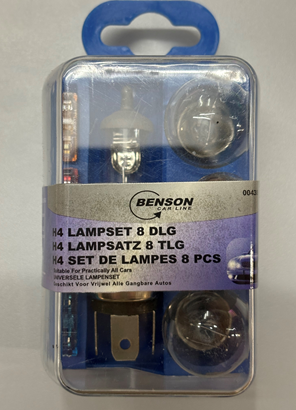 BENSON
CAR LINE
H4 LAMPSET 8 DLG
H4 LAMPSATZ 8 TLG
H4 SET DE LAMPES 8 PCS
Suitable For Practically All Cars
UNIVERSELE LAMPENSET
Geschikt Voor Vrijwel Alle Gangbare Autos